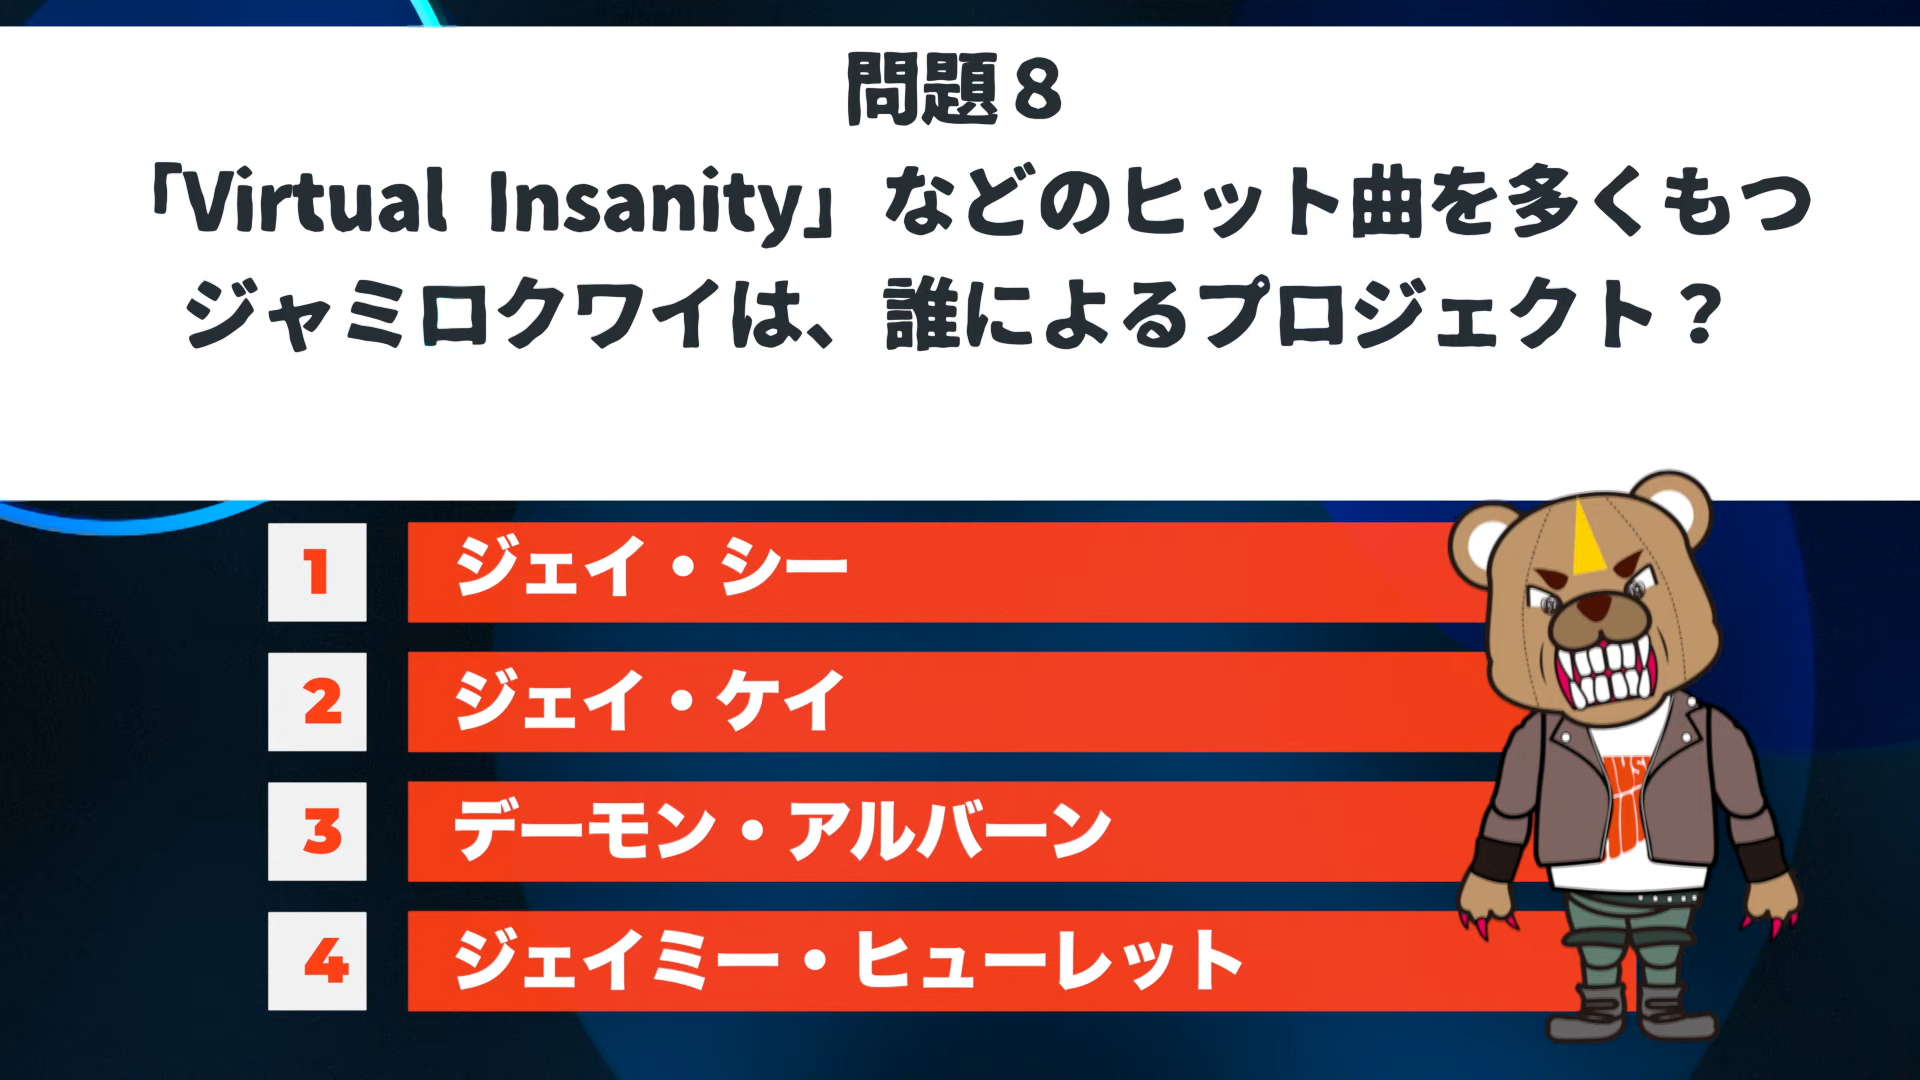 問題８
「Virtual Insanity」などのヒット曲を多くもつ
ジャミロクワイは、誰によるプロジェクト？
1 ジェイ・シー
2 ジェイ・ケイ
3 デーモン・アルバーン
4 ジェイミー・ヒューレット